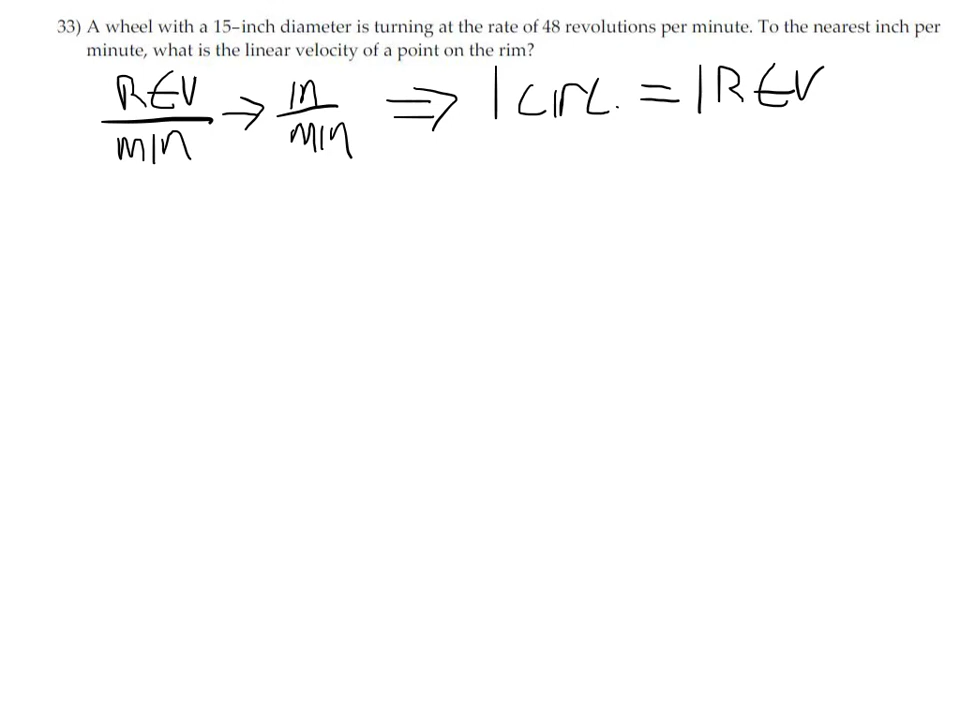 33) A wheel with a 15-inch diameter is turning at the rate of 48 revolutions per minute. To the nearest inch per
minute, what is the linear velocity of a point on the rim?
REV/min → in/min ⇒ 1 circ. = 1 REV